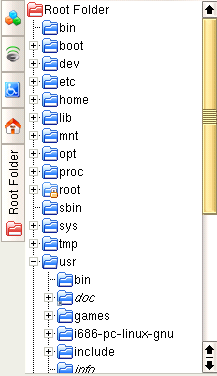 Root Folder
bin
boot
dev
etc
home
lib
mnt
opt
proc
root
sbin
sys
tmp
usr
bin
doc
games
i686-pc-linux-gnu
include
info
Root Folder